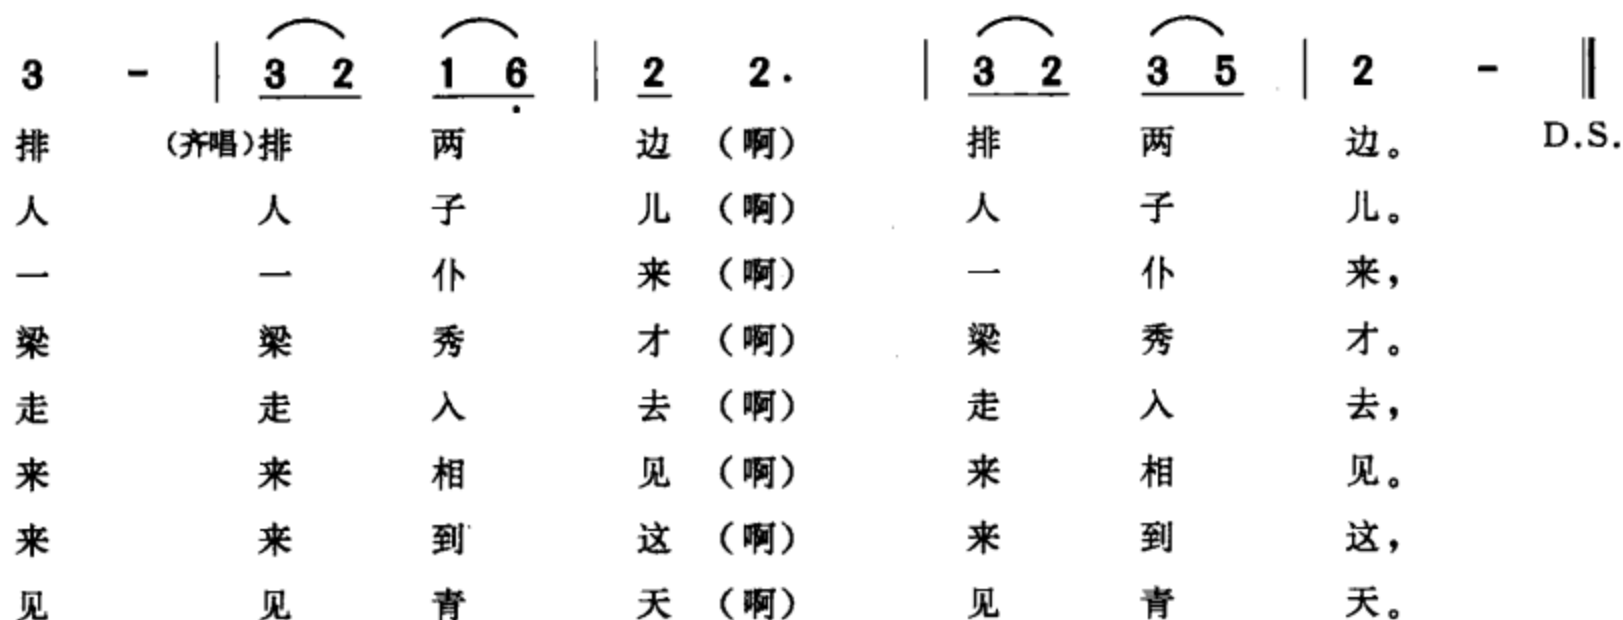 3 - | 3 2 1 6 | 2 2. | 3 2 3 5 | 2 - ‖
排 (齐唱)排 两 边 (啊) 排 两 边。 D.S.
人 人 子 儿 (啊) 人 子 儿。
一 一 仆 来 (啊) 一 仆 来,
梁 梁 秀 才 (啊) 梁 秀 才。
走 走 入 去 (啊) 走 入 去,
来 来 相 见 (啊) 来 相 见。
来 来 到 这 (啊) 来 到 这,
见 见 青 天 (啊) 见 青 天。